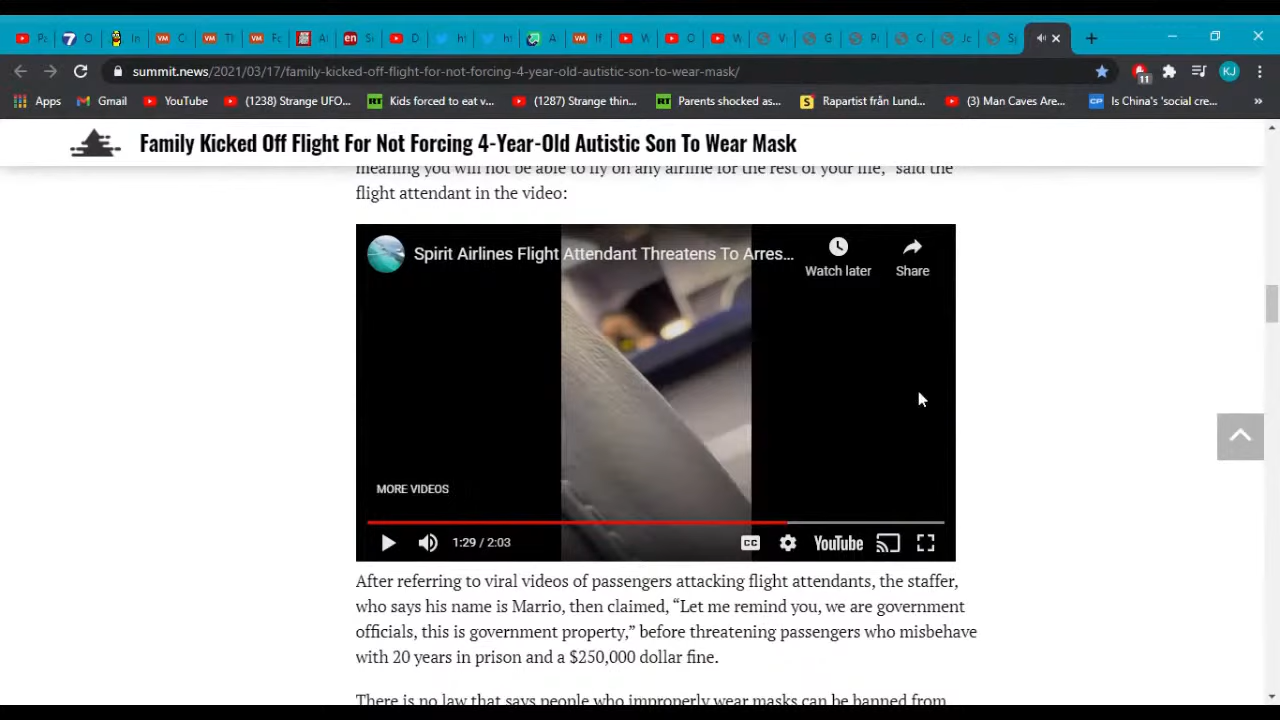 summit.news/2021/03/17/family-kicked-off-flight-for-not-forcing-4-year-old-autistic-son-to-wear-mask/
KJ
11
Apps
Gmail
YouTube
(1238) Strange UFO...
Kids forced to eat v...
(1287) Strange thin...
Parents shocked as...
Rapartist från Lund...
(3) Man Caves Are...
Is China's 'social cre...
»
Family Kicked Off Flight For Not Forcing 4-Year-Old Autistic Son To Wear Mask
meaning you will not be able to fly on any airline for the rest of your life,” said the
flight attendant in the video:
Spirit Airlines Flight Attendant Threatens To Arres...
Watch later
Share
MORE VIDEOS
1:29 / 2:03
CC
YouTube
After referring to viral videos of passengers attacking flight attendants, the staffer,
who says his name is Marrio, then claimed, “Let me remind you, we are government
officials, this is government property,” before threatening passengers who misbehave
with 20 years in prison and a $250,000 dollar fine.
There is no law that says people who improperly wear masks can be banned from